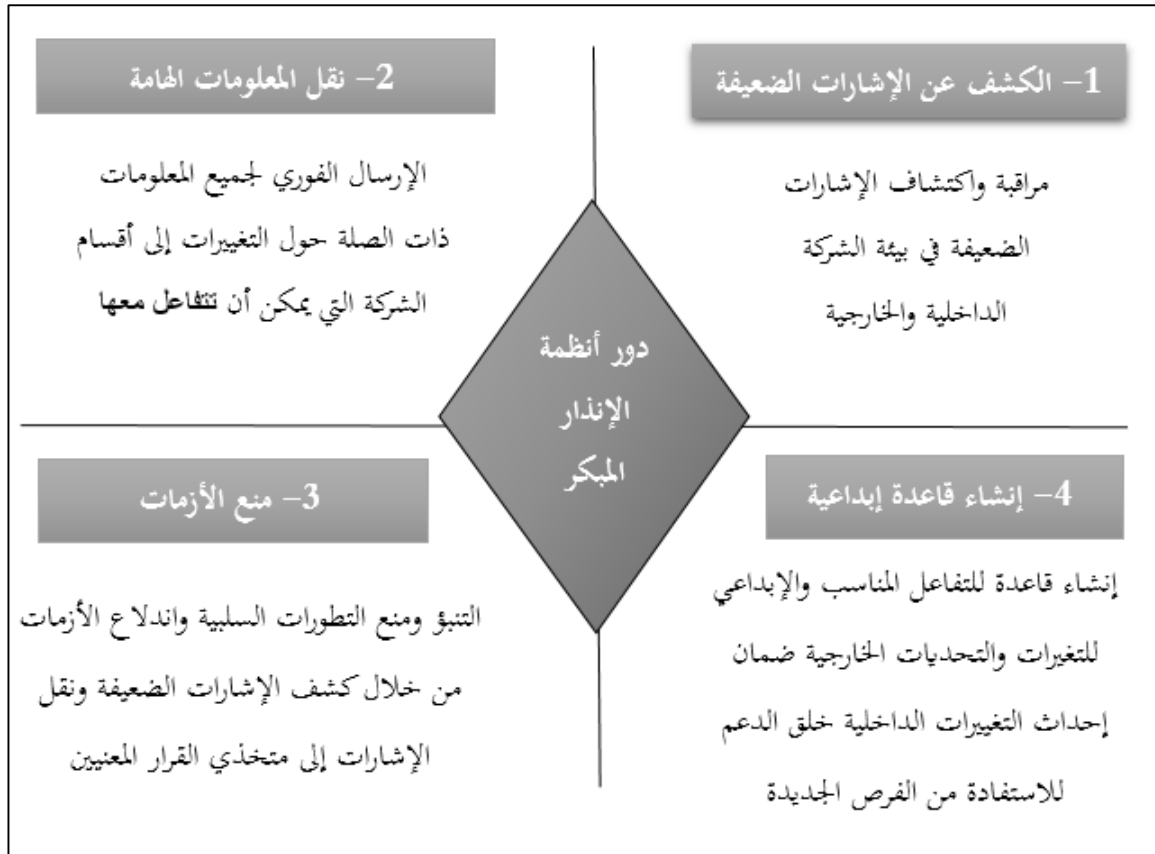 1– الكشف عن الإشارات الضعيفة
مراقبة واكتشاف الإشارات
الضعيفة في بيئة الشركة
الداخلية والخارجية
2– نقل المعلومات الهامة
الإرسال الفوري لجميع المعلومات
ذات الصلة حول التغييرات إلى أقسام
الشركة التي يمكن أن تتفاعل معها
دور أنظمة
الإنذار
المبكر
3– منع الأزمات
التنبؤ ومنع التطورات السلبية واندلاع الأزمات
من خلال كشف الإشارات الضعيفة ونقل
الإشارات إلى متخذي القرار المعنيين
4– إنشاء قاعدة إبداعية
إنشاء قاعدة للتفاعل المناسب والإبداعي
للتغيرات والتحديات الخارجية ضمان
إحداث التغييرات الداخلية خلق الدعم
للاستفادة من الفرص الجديدة